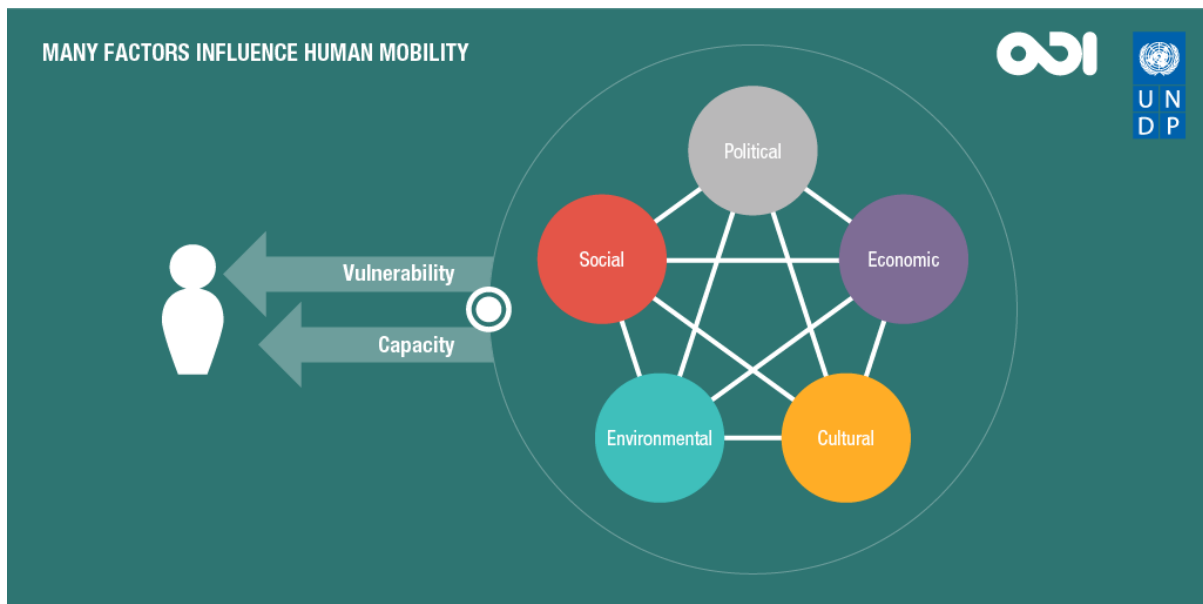 MANY FACTORS INFLUENCE HUMAN MOBILITY
ODI
U N
D P
Political
Social
Economic
Vulnerability
Capacity
Environmental
Cultural